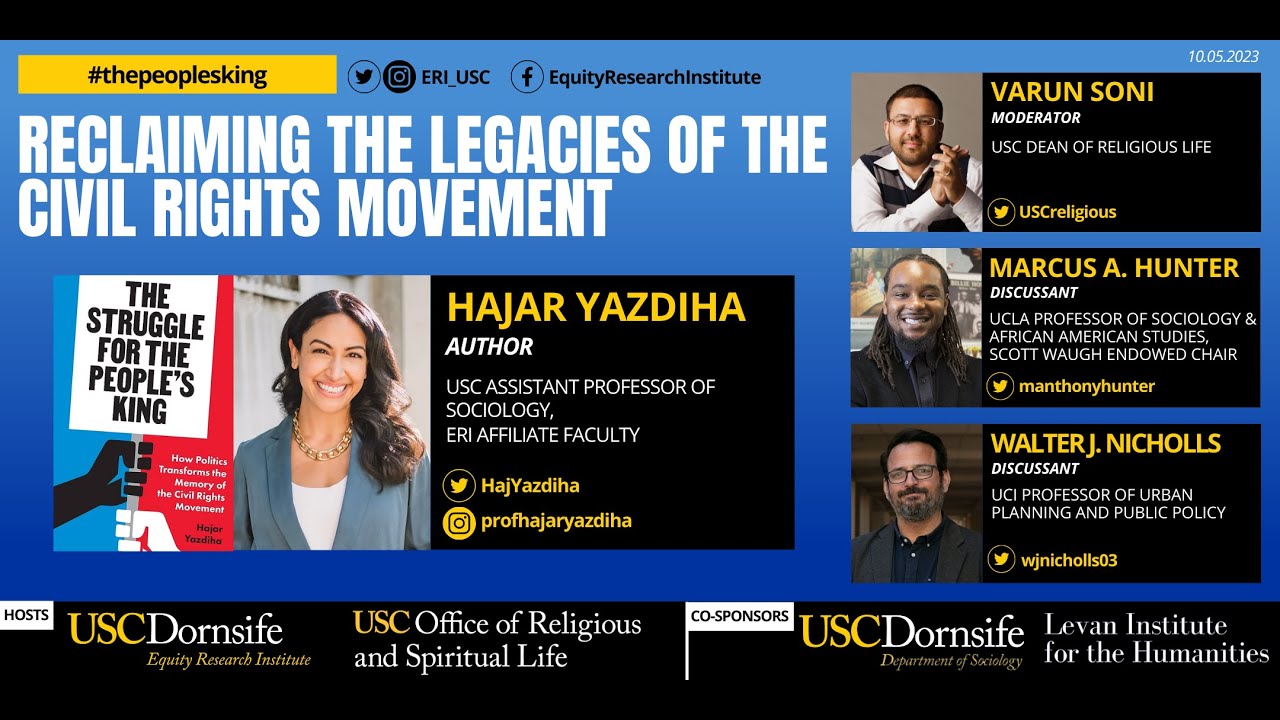 #thepeoplesking
ERI_USC
EquityResearchInstitute
RECLAIMING THE LEGACIES OF THE
CIVIL RIGHTS MOVEMENT
THE
STRUGGLE
FOR THE
PEOPLE'S
KING
How Politics
Transforms the
Memory of
the Civil Rights
Movement
Hajar
Yazdiha
HAJAR YAZDIHA
AUTHOR
USC ASSISTANT PROFESSOR OF
SOCIOLOGY,
ERI AFFILIATE FACULTY
HajYazdiha
profhajaryazdiha
10.05.2023
VARUN SONI
MODERATOR
USC DEAN OF RELIGIOUS LIFE
USCreligious
MARCUS A. HUNTER
DISCUSSANT
UCLA PROFESSOR OF SOCIOLOGY &
AFRICAN AMERICAN STUDIES,
SCOTT WAUGH ENDOWED CHAIR
manthonyhunter
WALTER J. NICHOLLS
DISCUSSANT
UCI PROFESSOR OF URBAN
PLANNING AND PUBLIC POLICY
wjnicholls03
HOSTS
USCDornsife
Equity Research Institute
USC Office of Religious
and Spiritual Life
CO-SPONSORS
USCDornsife
Department of Sociology
Levan Institute
for the Humanities